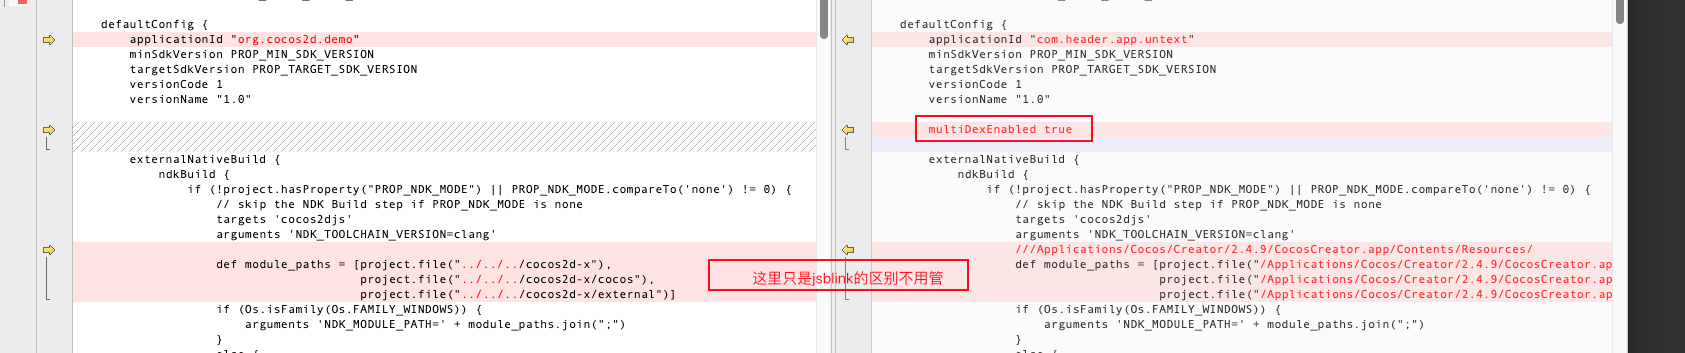 defaultConfig {
applicationId "org.cocos2d.demo"
minSdkVersion PROP_MIN_SDK_VERSION
targetSdkVersion PROP_TARGET_SDK_VERSION
versionCode 1
versionName "1.0"
externalNativeBuild {
ndkBuild {
if (!project.hasProperty("PROP_NDK_MODE") || PROP_NDK_MODE.compareTo('none') != 0) {
// skip the NDK Build step if PROP_NDK_MODE is none
targets 'cocos2djs'
arguments 'NDK_TOOLCHAIN_VERSION=clang'
def module_paths = [project.file("../../../cocos2d-x"),
project.file("../../../cocos2d-x/cocos"),
project.file("../../../cocos2d-x/external")]
if (Os.isFamily(Os.FAMILY_WINDOWS)) {
arguments 'NDK_MODULE_PATH=' + module_paths.join(";")
}
else {
这里只是jsblink的区别不用管
defaultConfig {
applicationId "com.header.app.untext"
minSdkVersion PROP_MIN_SDK_VERSION
targetSdkVersion PROP_TARGET_SDK_VERSION
versionCode 1
versionName "1.0"
multiDexEnabled true
externalNativeBuild {
ndkBuild {
if (!project.hasProperty("PROP_NDK_MODE") || PROP_NDK_MODE.compareTo('none') != 0) {
// skip the NDK Build step if PROP_NDK_MODE is none
targets 'cocos2djs'
arguments 'NDK_TOOLCHAIN_VERSION=clang'
///Applications/Cocos/Creator/2.4.9/CocosCreator.app/Contents/Resources/
def module_paths = [project.file("/Applications/Cocos/Creator/2.4.9/CocosCreator.ap
project.file("/Applications/Cocos/Creator/2.4.9/CocosCreator.ap
project.file("/Applications/Cocos/Creator/2.4.9/CocosCreator.ap
if (Os.isFamily(Os.FAMILY_WINDOWS)) {
arguments 'NDK_MODULE_PATH=' + module_paths.join(";")
}
else {